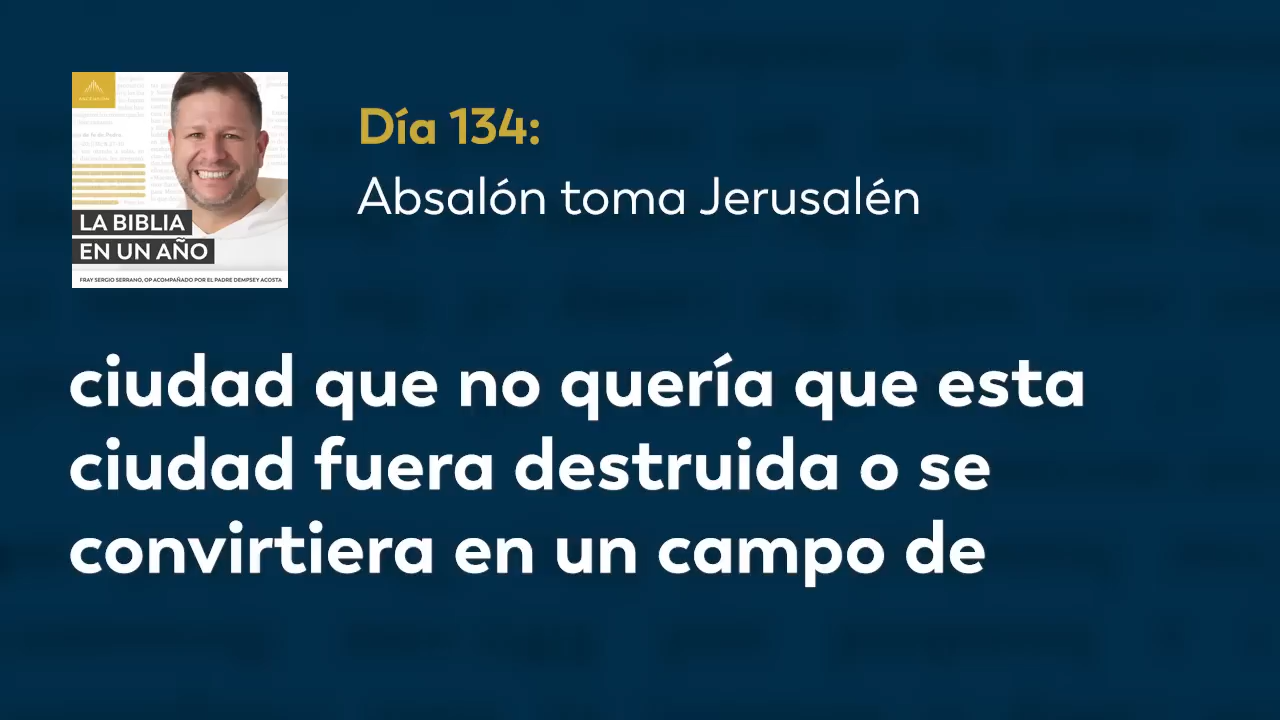 Día 134:
Absalón toma Jerusalén
LA BIBLIA
EN UN AÑO
FRAY SERGIO SERRANO, OP ACOMPAÑADO POR EL PADRE DEMPSEY ACOSTA
ciudad que no quería que esta
ciudad fuera destruida o se
convirtiera en un campo de